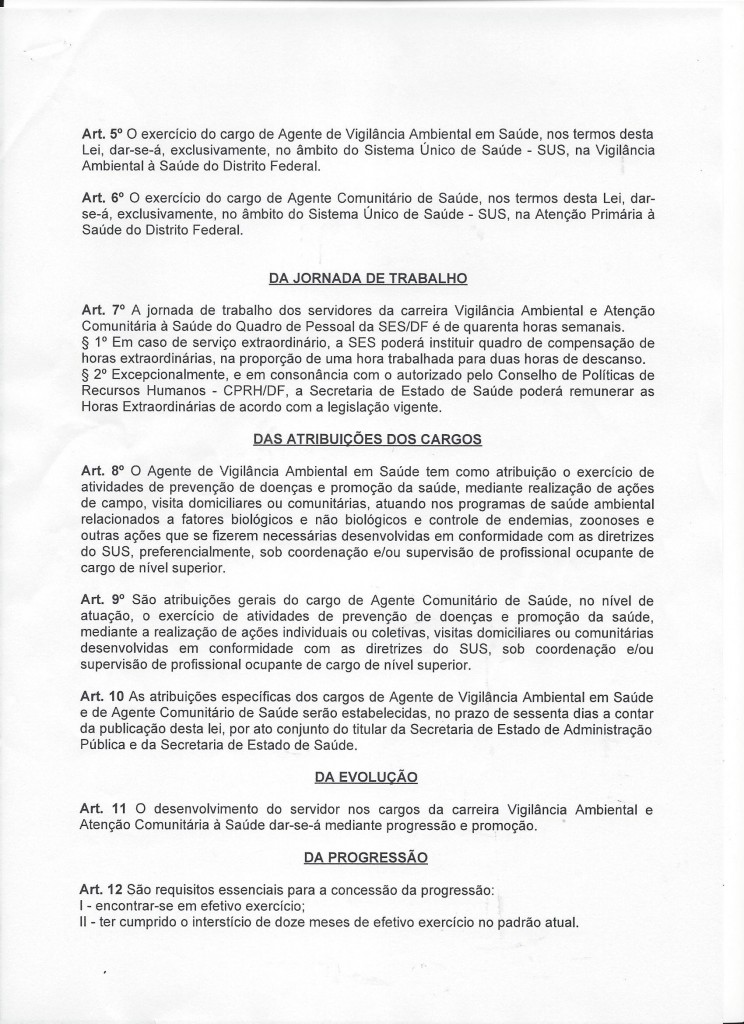 Art. 5º O exercício do cargo de Agente de Vigilância Ambiental em Saúde, nos termos desta
Lei, dar-se-á, exclusivamente, no âmbito do Sistema Único de Saúde - SUS, na Vigilância
Ambiental à Saúde do Distrito Federal.
Art. 6º O exercício do cargo de Agente Comunitário de Saúde, nos termos desta Lei, dar-
se-á, exclusivamente, no âmbito do Sistema Único de Saúde - SUS, na Atenção Primária à
Saúde do Distrito Federal.
DA JORNADA DE TRABALHO
Art. 7º A jornada de trabalho dos servidores da carreira Vigilância Ambiental e Atenção
Comunitária à Saúde do Quadro de Pessoal da SES/DF é de quarenta horas semanais.
§ 1º Em caso de serviço extraordinário, a SES poderá instituir quadro de compensação de
horas extraordinárias, na proporção de uma hora trabalhada para duas horas de descanso.
§ 2º Excepcionalmente, e em consonância com o autorizado pelo Conselho de Políticas de
Recursos Humanos - CPRH/DF, a Secretaria de Estado de Saúde poderá remunerar as
Horas Extraordinárias de acordo com a legislação vigente.
DAS ATRIBUIÇÕES DOS CARGOS
Art. 8º O Agente de Vigilância Ambiental em Saúde tem como atribuição o exercício de
atividades de prevenção de doenças e promoção da saúde, mediante realização de ações
de campo, visita domiciliares ou comunitárias, atuando nos programas de saúde ambiental
relacionados a fatores biológicos e não biológicos e controle de endemias, zoonoses e
outras ações que se fizerem necessárias desenvolvidas em conformidade com as diretrizes
do SUS, preferencialmente, sob coordenação e/ou supervisão de profissional ocupante de
cargo de nível superior.
Art. 9º São atribuições gerais do cargo de Agente Comunitário de Saúde, no nível de
atuação, o exercício de atividades de prevenção de doenças e promoção da saúde,
mediante a realização de ações individuais ou coletivas, visitas domiciliares ou comunitárias
desenvolvidas em conformidade com as diretrizes do SUS, sob coordenação e/ou
supervisão de profissional ocupante de cargo de nível superior.
Art. 10 As atribuições específicas dos cargos de Agente de Vigilância Ambiental em Saúde
e de Agente Comunitário de Saúde serão estabelecidas, no prazo de sessenta dias a contar
da publicação desta lei, por ato conjunto do titular da Secretaria de Estado de Administração
Pública e da Secretaria de Estado de Saúde.
DA EVOLUÇÃO
Art. 11 O desenvolvimento do servidor nos cargos da carreira Vigilância Ambiental e
Atenção Comunitária à Saúde dar-se-á mediante progressão e promoção.
DA PROGRESSÃO
Art. 12 São requisitos essenciais para a concessão da progressão:
I - encontrar-se em efetivo exercício;
II - ter cumprido o interstício de doze meses de efetivo exercício no padrão atual.